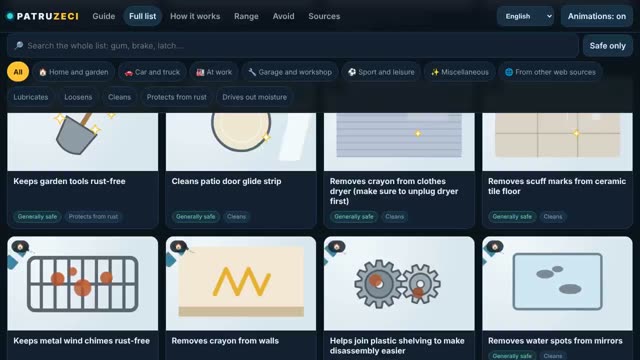 PATRUZECI
Guide
Full list
How it works
Range
Avoid
Sources
English
Animations: on
Search the whole list: gum, brake, latch...
Safe only
All
Home and garden
Car and truck
At work
Garage and workshop
Sport and leisure
Miscellaneous
From other web sources
Lubricates
Loosens
Cleans
Protects from rust
Drives out moisture
Keeps garden tools rust-free
Generally safe
Protects from rust
Cleans patio door glide strip
Generally safe
Cleans
Removes crayon from clothes
dryer (make sure to unplug dryer
first)
Generally safe
Cleans
Removes scuff marks from ceramic
tile floor
Generally safe
Cleans
Keeps metal wind chimes rust-free
Removes crayon from walls
Helps join plastic shelving to make
disassembly easier
Removes water spots from mirrors
Generally safe
Cleans